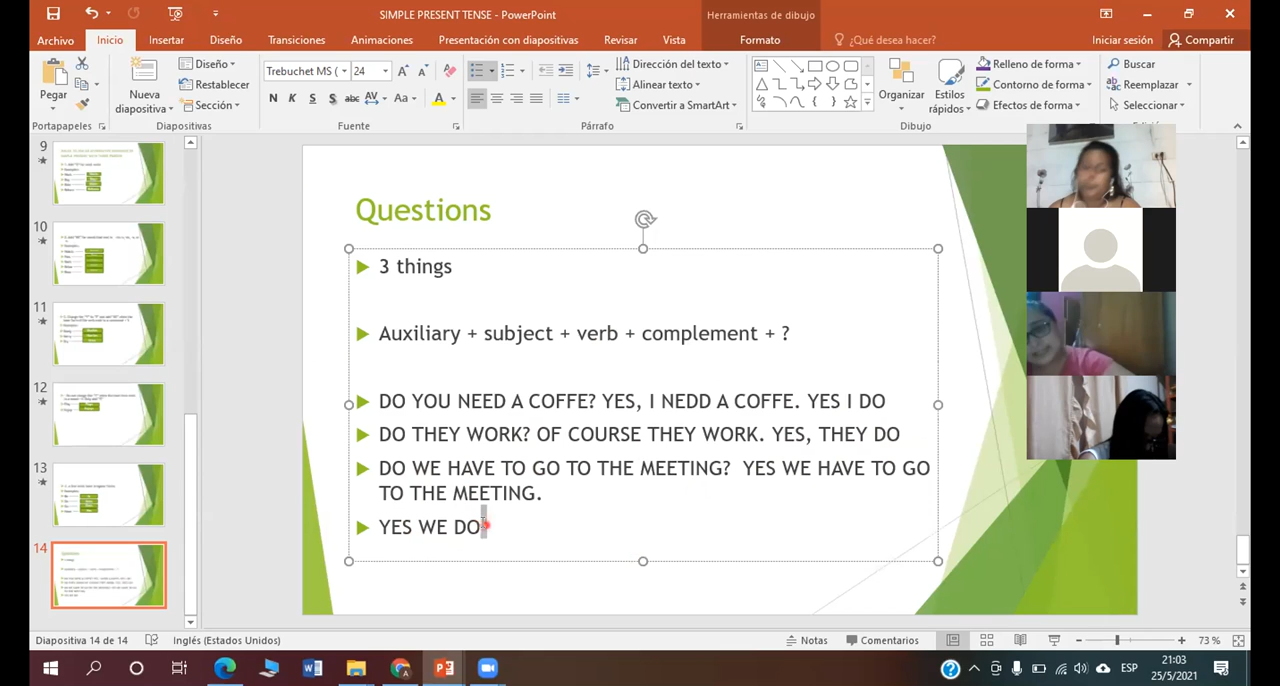 SIMPLE PRESENT TENSE - PowerPoint
Herramientas de dibujo
Archivo Inicio Insertar Diseño Transiciones Animaciones Presentación con diapositivas Revisar Vista Formato ¿Qué desea hacer? Iniciar sesión Compartir
Pegar
Portapapeles
Nueva
diapositiva
Diseño
Restablecer
Sección
Diapositivas
Trebuchet MS ( 24
N K S S abc AV Aa A
Fuente
Dirección del texto
Alinear texto
Convertir a SmartArt
Párrafo
Organizar
Estilos
rápidos
Relleno de forma
Contorno de forma
Efectos de forma
Dibujo
Buscar
Reemplazar
Seleccionar
9
10
11
12
13
14
Questions
3 things
Auxiliary + subject + verb + complement + ?
DO YOU NEED A COFFE? YES, I NEDD A COFFE. YES I DO
DO THEY WORK? OF COURSE THEY WORK. YES, THEY DO
DO WE HAVE TO GO TO THE MEETING? YES WE HAVE TO GO
TO THE MEETING.
YES WE DO
Diapositiva 14 de 14 Inglés (Estados Unidos) Notas Comentarios 73 %
ESP
21:03
25/5/2021